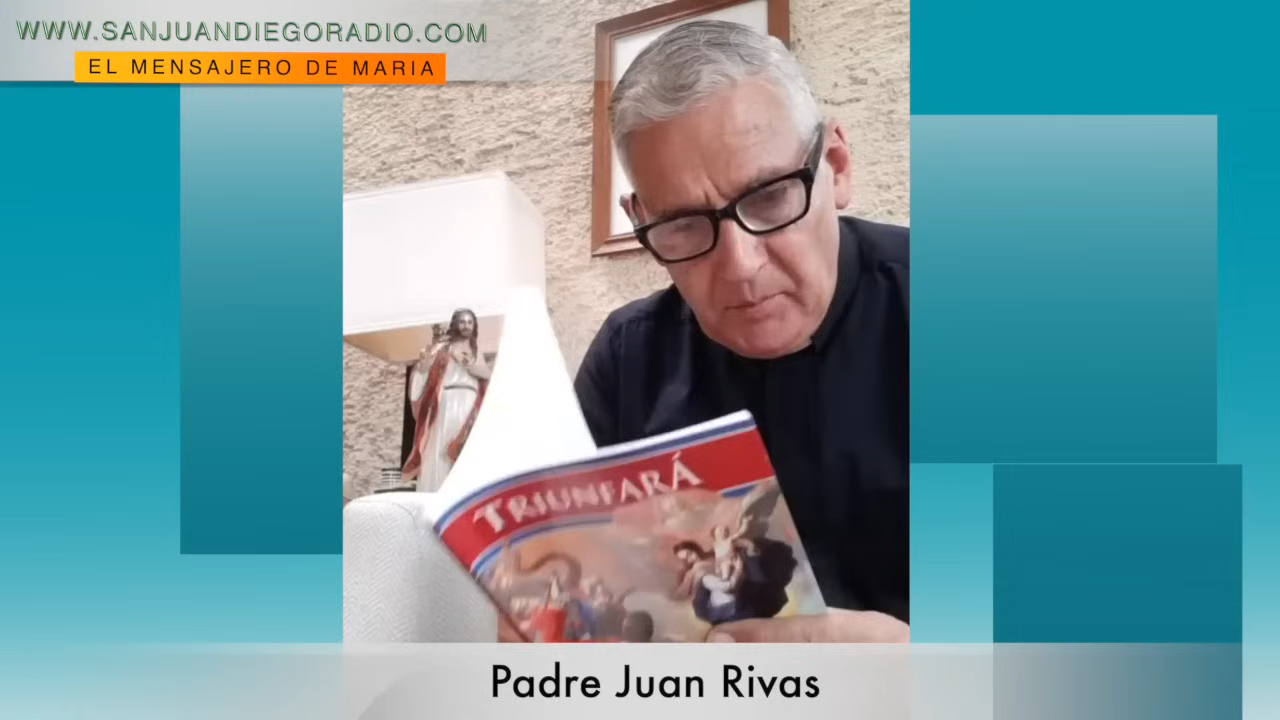 WWW.SANJUANDIEGORADIO.COM
EL MENSAJERO DE MARIA
TRIUNFARÁ
Padre Juan Rivas